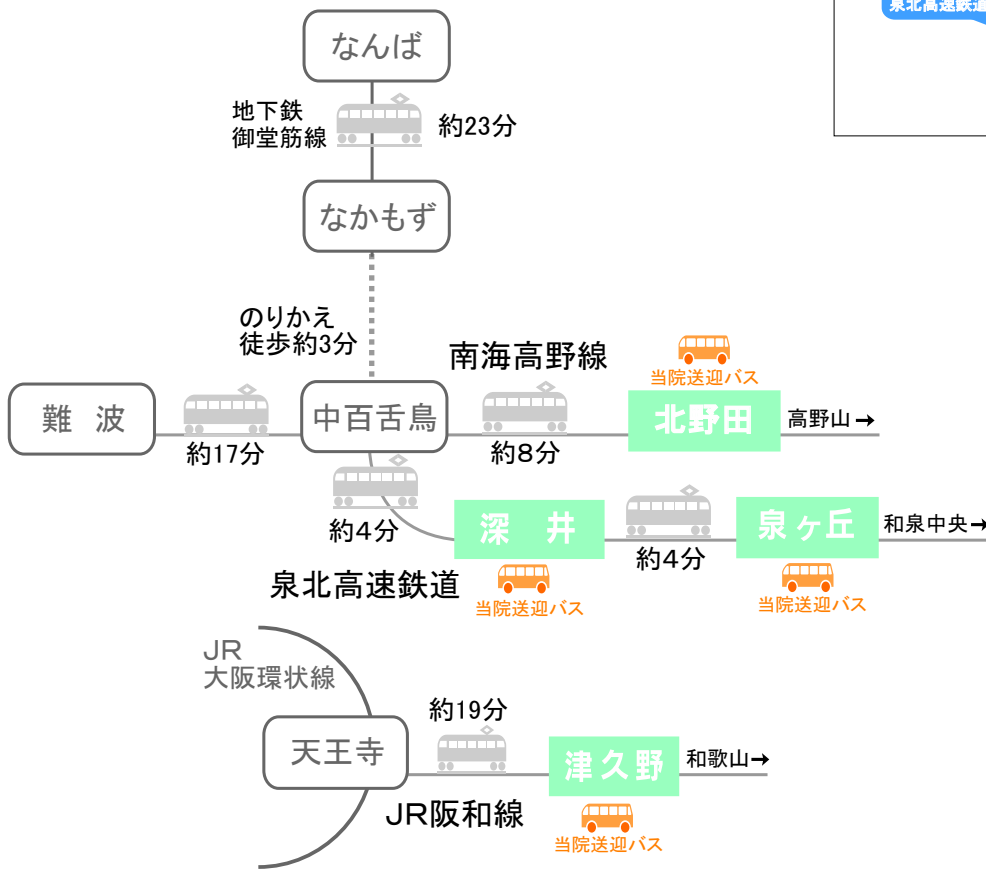 泉北高速鉄道
なんば
地下鉄
御堂筋線
約23分
なかもず
のりかえ
徒歩約3分
南海高野線
当院送迎バス
難 波
約17分
中百舌鳥
約8分
北野田
高野山→
約4分
深 井
約4分
泉ヶ丘
和泉中央→
泉北高速鉄道
当院送迎バス
当院送迎バス
JR
大阪環状線
天王寺
約19分
津久野
和歌山→
JR阪和線
当院送迎バス